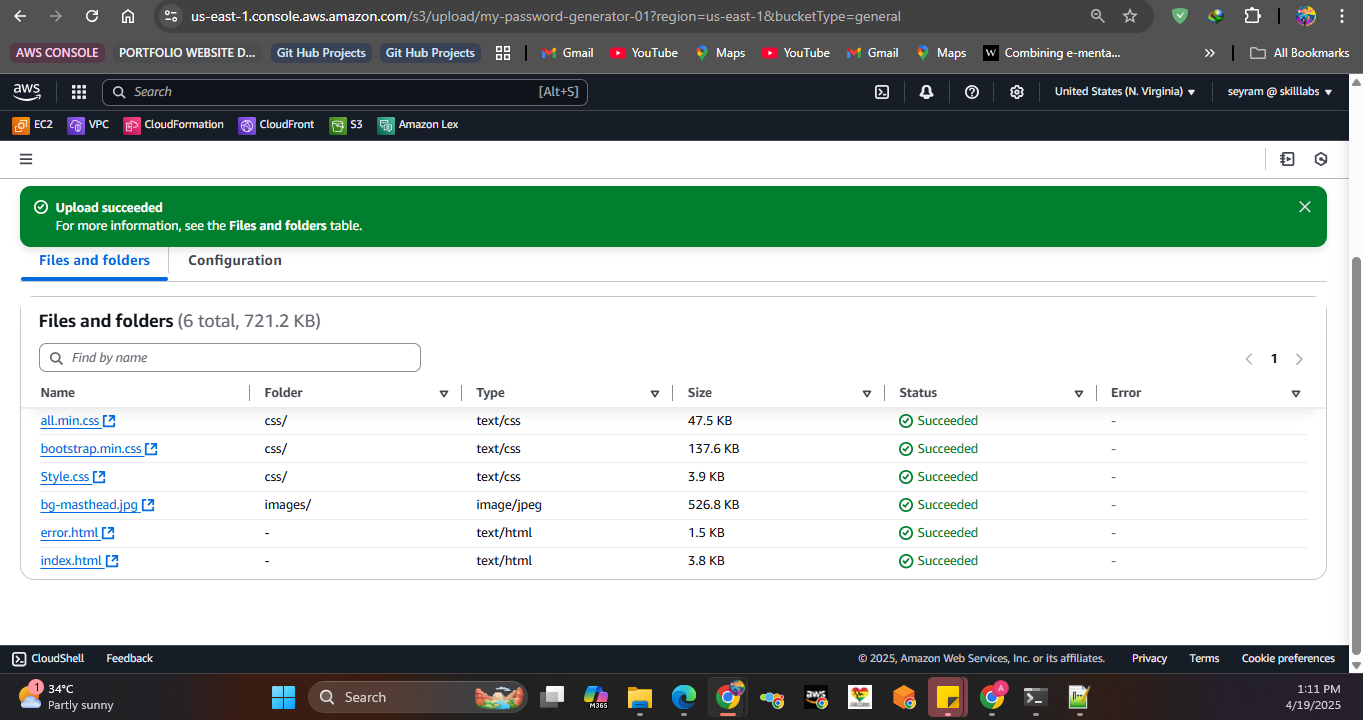 us-east-1.console.aws.amazon.com/s3/upload/my-password-generator-01?region=us-east-1&bucketType=general
AWS CONSOLE PORTFOLIO WEBSITE D... Git Hub Projects Git Hub Projects Gmail YouTube Maps YouTube Gmail Maps W Combining e-menta... » All Bookmarks
aws Search [Alt+S] United States (N. Virginia) seyram @ skilllabs
EC2 VPC CloudFormation CloudFront S3 Amazon Lex
Upload succeeded
For more information, see the Files and folders table.
Files and folders Configuration
Files and folders (6 total, 721.2 KB)
Find by name
1
Name Folder Type Size Status Error
all.min.css css/ text/css 47.5 KB Succeeded -
bootstrap.min.css css/ text/css 137.6 KB Succeeded -
Style.css css/ text/css 3.9 KB Succeeded -
bg-masthead.jpg images/ image/jpeg 526.8 KB Succeeded -
error.html - text/html 1.5 KB Succeeded -
index.html - text/html 3.8 KB Succeeded -
CloudShell Feedback © 2025, Amazon Web Services, Inc. or its affiliates. Privacy Terms Cookie preferences
1 34°C Search M365 aws A 1:11 PM
Partly sunny 4/19/2025